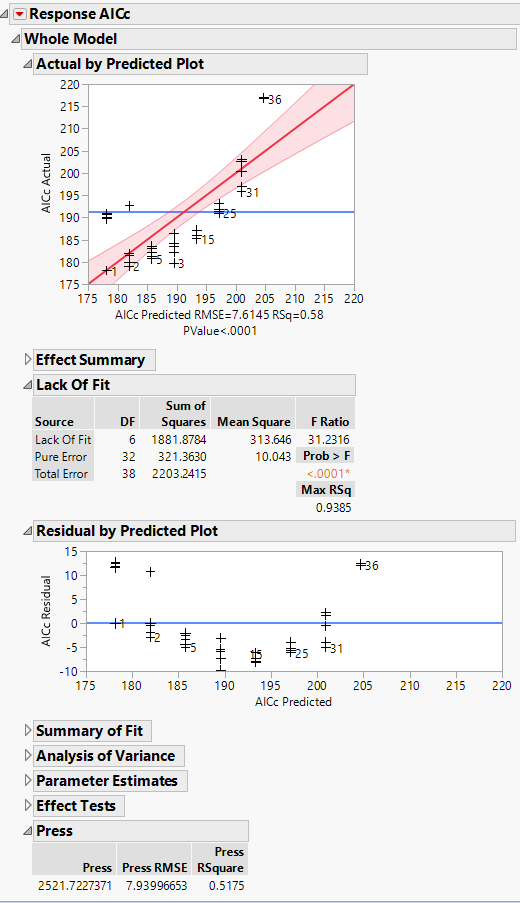 Response AICc
Whole Model
Actual by Predicted Plot
220
215
210
205
200
195
190
185
180
175
AICc Actual
36
31
25
15
1
2
5
3
175 180 185 190 195 200 205 210 215 220
AICc Predicted RMSE=7.6145 RSq=0.58
PValue<.0001
Effect Summary
Lack Of Fit
Source DF Sum of Squares Mean Square F Ratio
Lack Of Fit 6 1881.8784 313.646 31.2316
Pure Error 32 321.3630 10.043 Prob > F
Total Error 38 2203.2415 <.0001*
Max RSq
0.9385
Residual by Predicted Plot
15
10
5
0
-5
-10
AICc Residual
36
1
2
5
15
25
31
175 180 185 190 195 200 205 210 215 220
AICc Predicted
Summary of Fit
Analysis of Variance
Parameter Estimates
Effect Tests
Press
Press Press RMSE Press RSquare
2521.7227371 7.93996653 0.5175